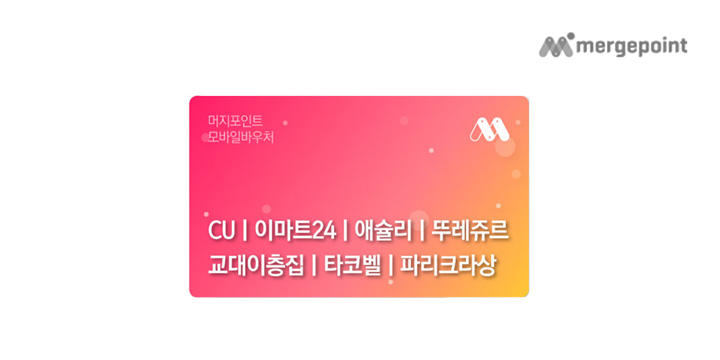 mergepoint
머지포인트
모바일바우처
CU | 이마트24 | 애슐리 | 뚜레쥬르
교대이층집 | 타코벨 | 파리크라상